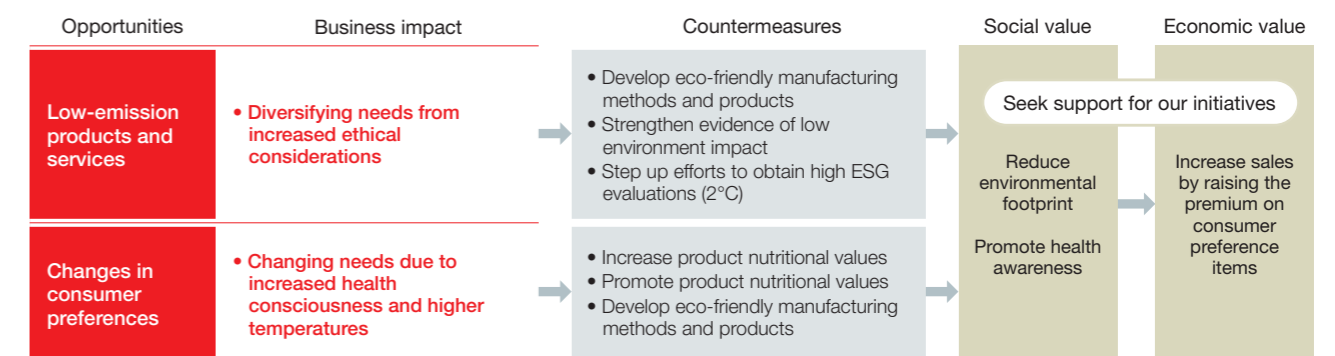 Opportunities
Business impact
Countermeasures
Social value
Economic value
Low-emission
products and
services
• Diversifying needs from
increased ethical
considerations
• Develop eco-friendly manufacturing
methods and products
• Strengthen evidence of low
environment impact
• Step up efforts to obtain high ESG
evaluations (2°C)
Seek support for our initiatives
Reduce
environmental
footprint
Promote health
awareness
Increase sales
by raising the
premium on
consumer
preference
items
Changes in
consumer
preferences
• Changing needs due to
increased health
consciousness and higher
temperatures
• Increase product nutritional values
• Promote product nutritional values
• Develop eco-friendly manufacturing
methods and products